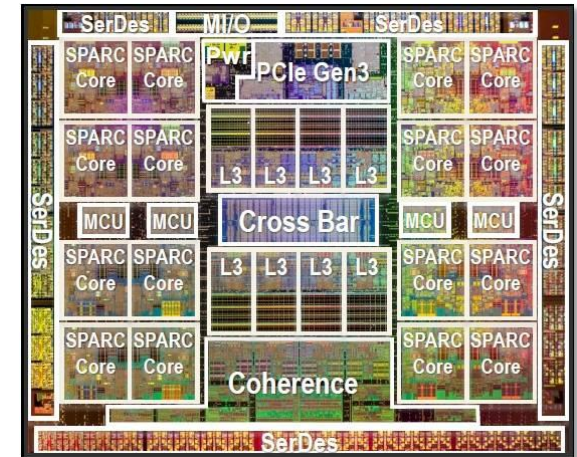 SerDes MI/O SerDes
SPARC SPARC Pwr PCIe Gen3 SPARC SPARC
Core Core Core Core
SPARC SPARC SPARC SPARC
Core Core L3 L3 L3 L3 Core Core
SerDes MCU MCU Cross Bar MCU MCU SerDes
SPARC SPARC L3 L3 L3 L3 SPARC SPARC
Core Core Core Core
SPARC SPARC SPARC SPARC
Core Core Coherence Core Core
SerDes